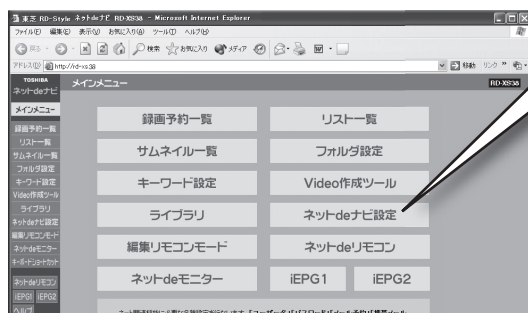 東芝 RD-Style ネットdeナビ RD-XS38 - Microsoft Internet Explorer
ファイル(F) 編集(E) 表示(V) お気に入り(A) ツール(T) ヘルプ(H)
戻る 検索 お気に入り メディア
アドレス(D) http://rd-xs38 移動 リンク
TOSHIBA
ネットdeナビ
メインメニュー RD-XS38
メインメニュー
録画予約一覧
リスト一覧
サムネイル一覧
フォルダ設定
キーワード設定
Video作成ツール
ライブラリ
ネットdeナビ設定
編集リモコンモード
ネットdeモニター
キーボードショートカット
ネットdeリモコン
iEPG1 iEPG2
ヘルプ
録画予約一覧 リスト一覧
サムネイル一覧 フォルダ設定
キーワード設定 Video作成ツール
ライブラリ ネットdeナビ設定
編集リモコンモード ネットdeリモコン
ネットdeモニター iEPG1 iEPG2